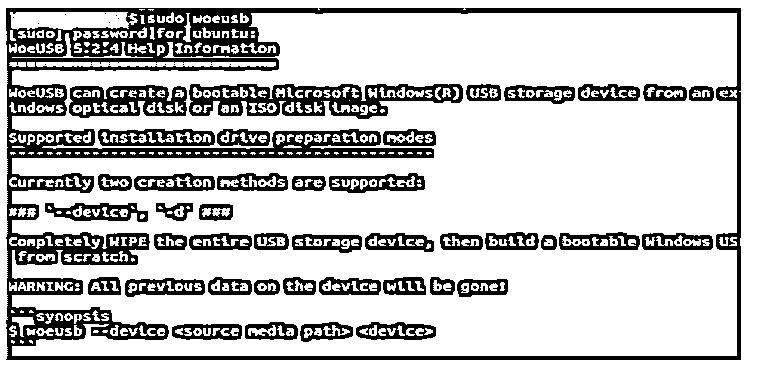 $ sudo woeusb
[sudo] password for ubuntu:
WoeUSB 5.2.4 Help Information
==============================
WoeUSB can create a bootable Microsoft Windows(R) USB storage device from an ex
indows optical disk or an ISO disk image.
Supported installation drive preparation modes
----------------------------------------------
Currently two creation methods are supported:
### `--device`, `-d` ###
Completely WIPE the entire USB storage device, then build a bootable Windows US
 from scratch.
WARNING: All previous data on the device will be gone!
```synopsis
$ woeusb --device <source media path> <device>
```